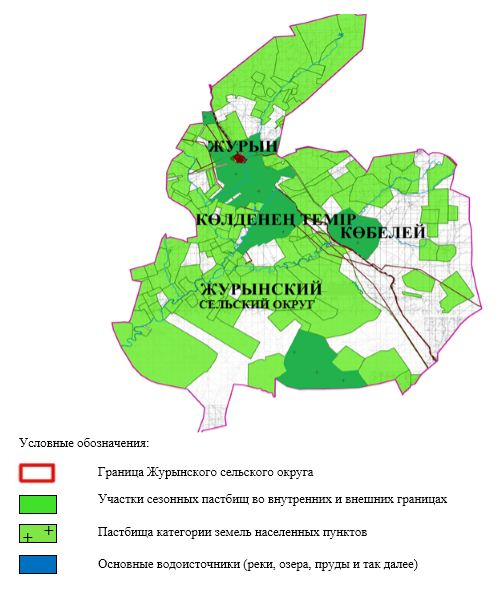 ЖУРЫН
КӨЛДЕНЕҢ ТЕМІР
КӨБЕЛЕЙ
ЖУРЫНСКИЙ
СЕЛЬСКИЙ ОКРУГ
Условные обозначения:
Граница Журынского сельского округа
Участки сезонных пастбищ во внутренних и внешних границах
Пастбища категории земель населенных пунктов
Основные водоисточники (реки, озера, пруды и так далее)